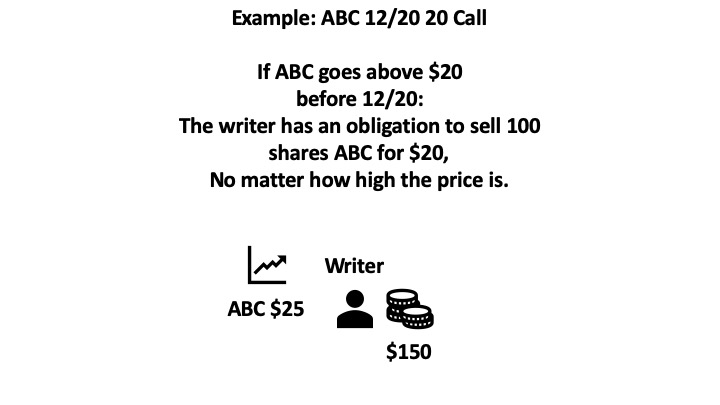 Example: ABC 12/20 20 Call
If ABC goes above $20
before 12/20:
The writer has an obligation to sell 100
shares ABC for $20,
No matter how high the price is.
Writer
ABC $25
$150